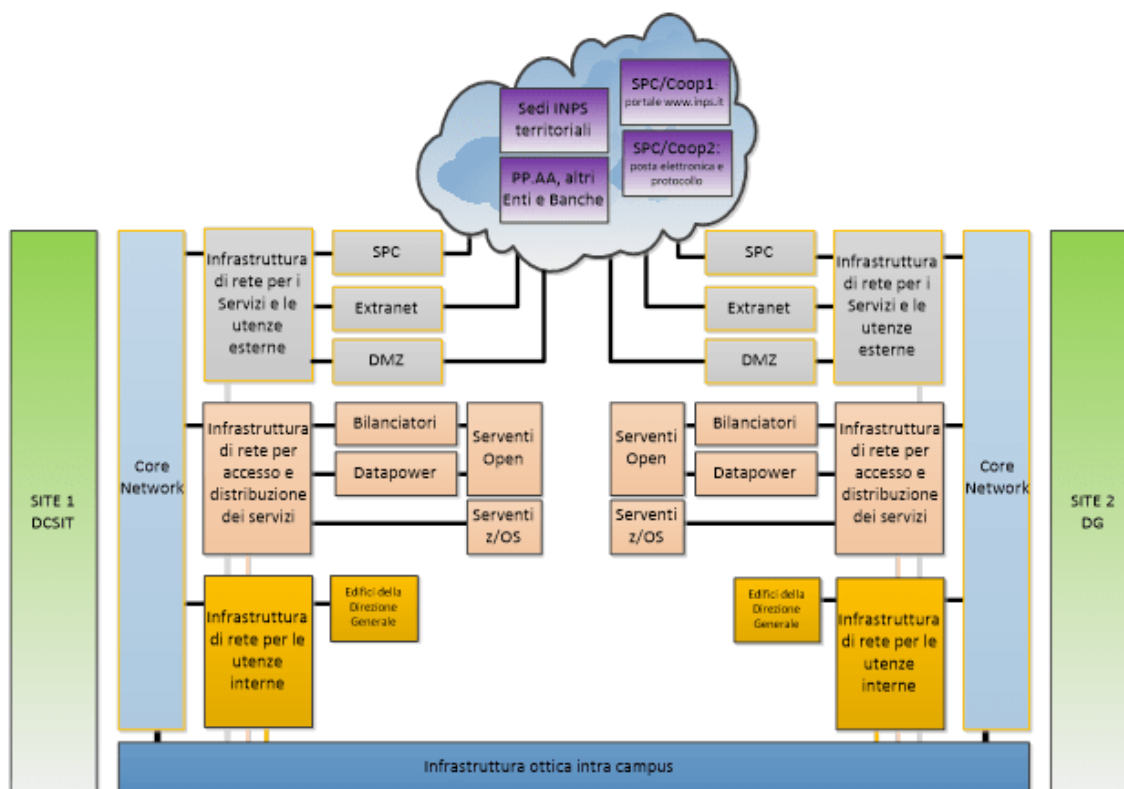 Sedi INPS
territoriali
SPC/Coop1:
portale www.inps.it
PP.AA, altri
Enti e Banche
SPC/Coop2:
posta elettronica e
protocollo
SITE 1
DCSIT
Core
Network
Infrastruttura
di rete per i
Servizi e le
utenze
esterne
SPC
Extranet
DMZ
Infrastruttura
di rete per
accesso e
distribuzione
dei servizi
Bilanciatori
Datapower
Serventi
Open
Serventi
z/OS
Infrastruttura
di rete per le
utenze
interne
Edifici della
Direzione
Generale
SPC
Extranet
DMZ
Infrastruttura
di rete per i
Servizi e le
utenze
esterne
Serventi
Open
Serventi
z/OS
Bilanciatori
Datapower
Infrastruttura
di rete per
accesso e
distribuzione
dei servizi
Edifici della
Direzione
Generale
Infrastruttura
di rete per le
utenze
interne
Core
Network
SITE 2
DG
Infrastruttura ottica intra campus